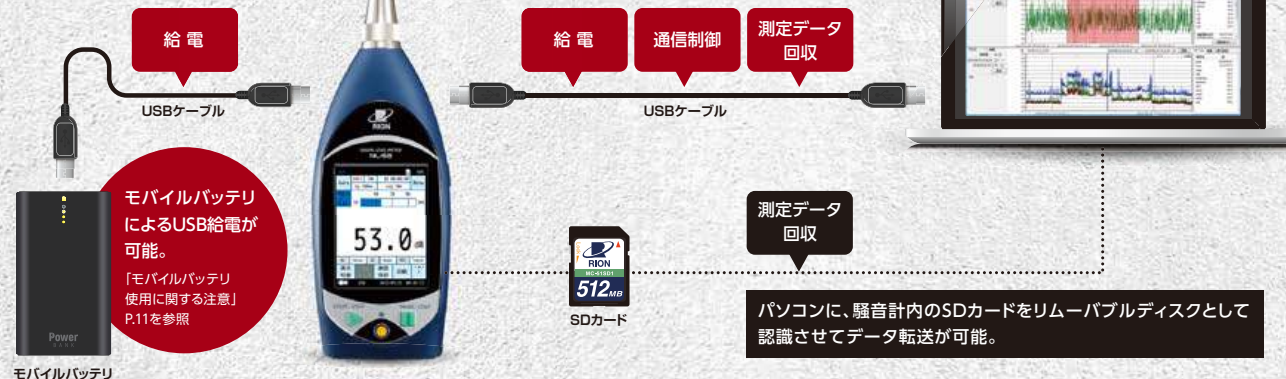 給 電
USBケーブル
モバイルバッテリ
によるUSB給電が
可能。
「モバイルバッテリ
使用に関する注意」
P.11を参照
Power
BANK
モバイルバッテリ
RION
53.0
給 電
通信制御
測定データ
回収
USBケーブル
RION
MC-51SD1
512MB
SDカード
測定データ
回収
パソコンに、騒音計内のSDカードをリムーバブルディスクとして
認識させてデータ転送が可能。